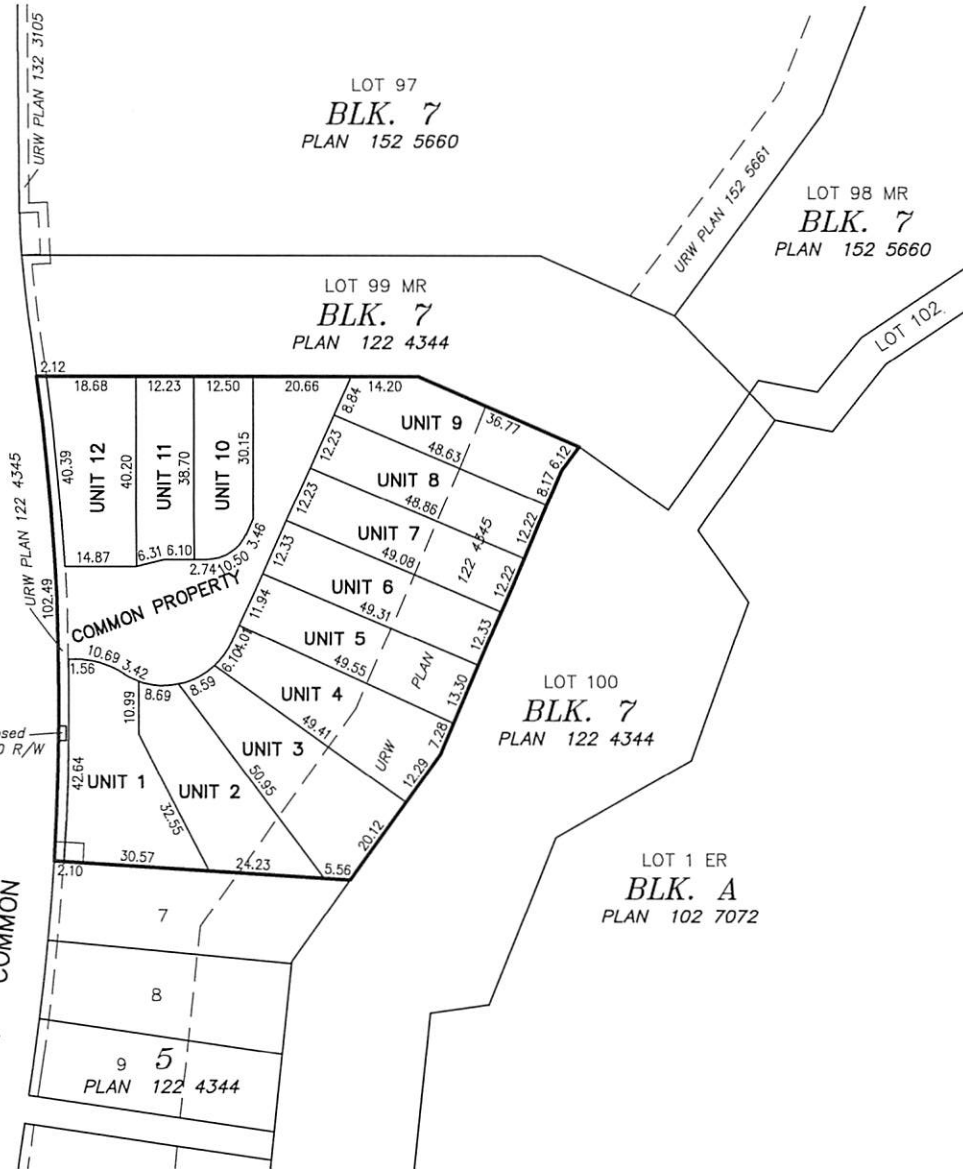 URW PLAN 132 3105
LOT 97
BLK. 7
PLAN 152 5660
URW PLAN 152 5661
LOT 98 MR
BLK. 7
PLAN 152 5660
LOT 99 MR
BLK. 7
PLAN 122 4344
LOT 102
2.12
18.68
12.23
12.50
20.66
14.20
36.77
6.12
8.84
UNIT 9
48.63
8.17
12.23
UNIT 8
48.86
12.22
12.23
UNIT 7
49.08
12.22
12.33
UNIT 6
49.31
12.33
11.94
UNIT 5
49.55
13.30
4.01
6.10
UNIT 4
49.41
7.28
12.29
URW PLAN 122 4345
40.39
UNIT 12
40.20
UNIT 11
38.70
UNIT 10
30.15
14.87
6.31
6.10
2.74
10.50
3.46
URW PLAN 122 4345
102.49
COMMON PROPERTY
10.69
3.42
1.56
10.99
8.69
8.59
UNIT 3
50.95
20.12
osed
0 R/W
42.64
UNIT 1
UNIT 2
32.55
30.57
24.23
5.56
2.10
LOT 100
BLK. 7
PLAN 122 4344
LOT 1 ER
BLK. A
PLAN 102 7072
COMMON
7
8
9
5
PLAN 122 4344